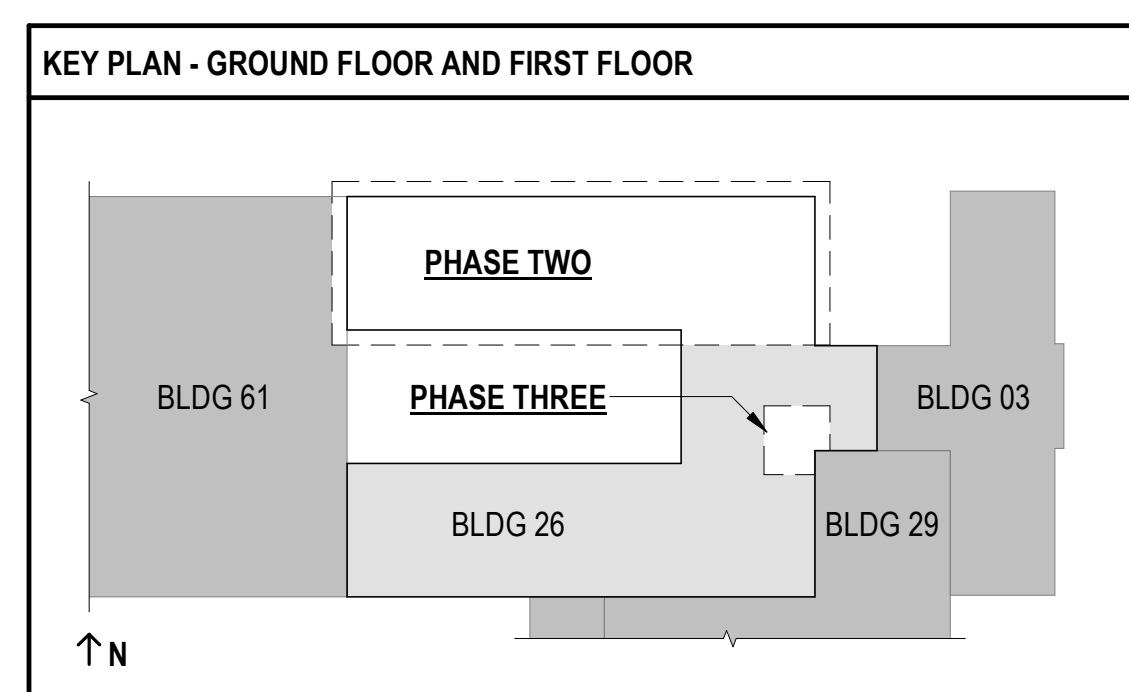 KEY PLAN - GROUND FLOOR AND FIRST FLOOR
PHASE TWO
BLDG 61
PHASE THREE
BLDG 03
BLDG 26
BLDG 29
N